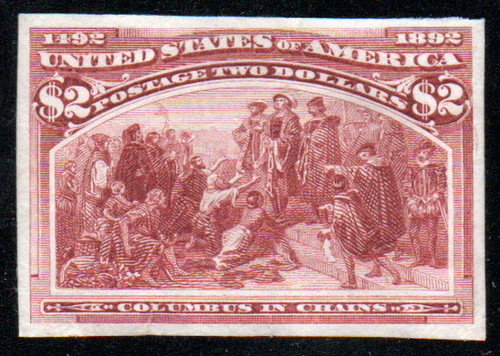 1492 1892
UNITED STATES OF AMERICA
$2 POSTAGE TWO DOLLARS $2
COLUMBUS IN CHAINS